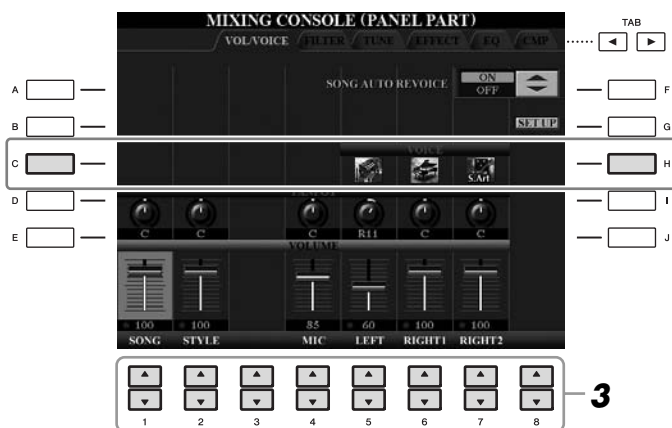 MIXING CONSOLE (PANEL PART)
VOL/VOICE FILTER TUNE EFFECT EQ CMP
TAB
SONG AUTO REVOICE ON
OFF
A F
SETUP
B G
VOICE
C H
S.Art
PANPOT
D I
C C C R11 C C
E J
VOLUME
100 100 85 60 100 100
SONG STYLE MIC LEFT RIGHT1 RIGHT2
3
1 2 3 4 5 6 7 8